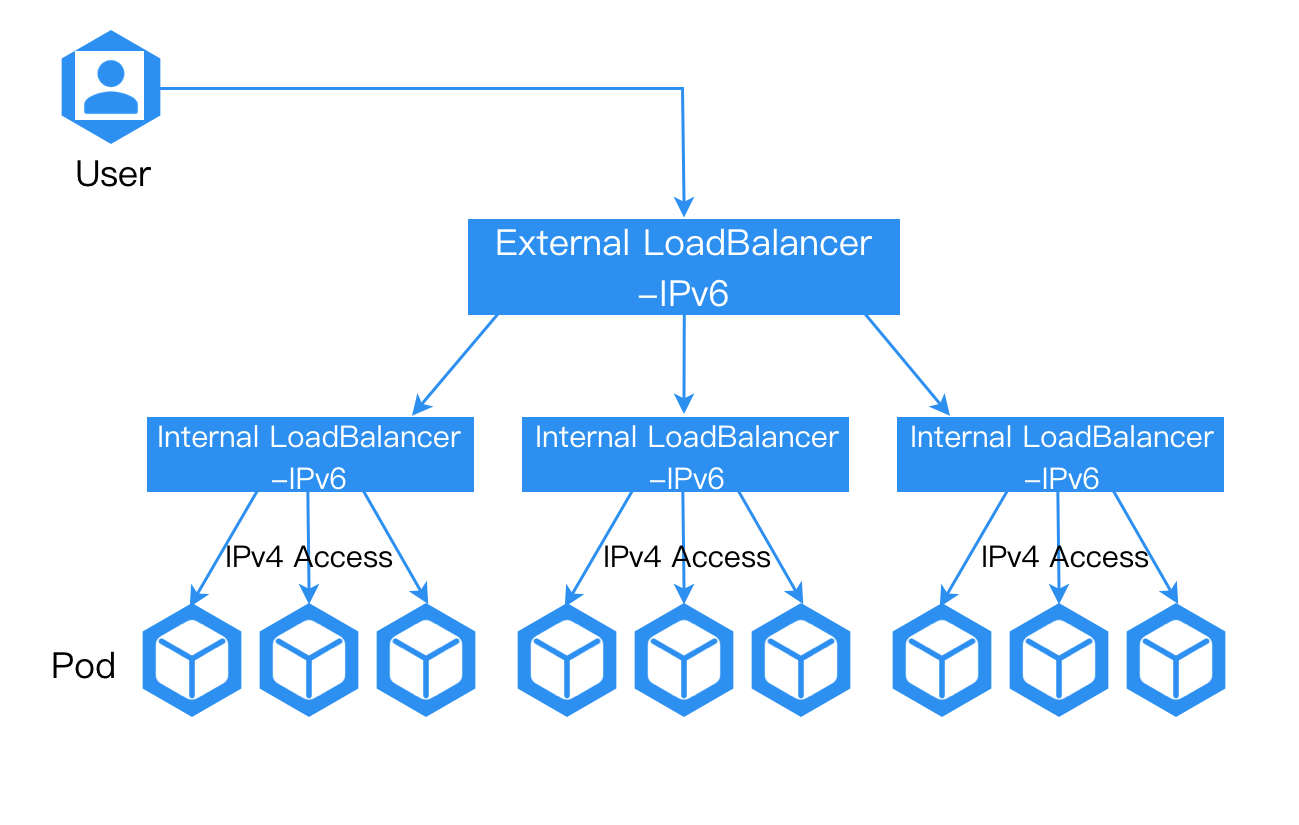 User
External LoadBalancer
-IPv6
Internal LoadBalancer
-IPv6
Internal LoadBalancer
-IPv6
Internal LoadBalancer
-IPv6
IPv4 Access
IPv4 Access
IPv4 Access
Pod